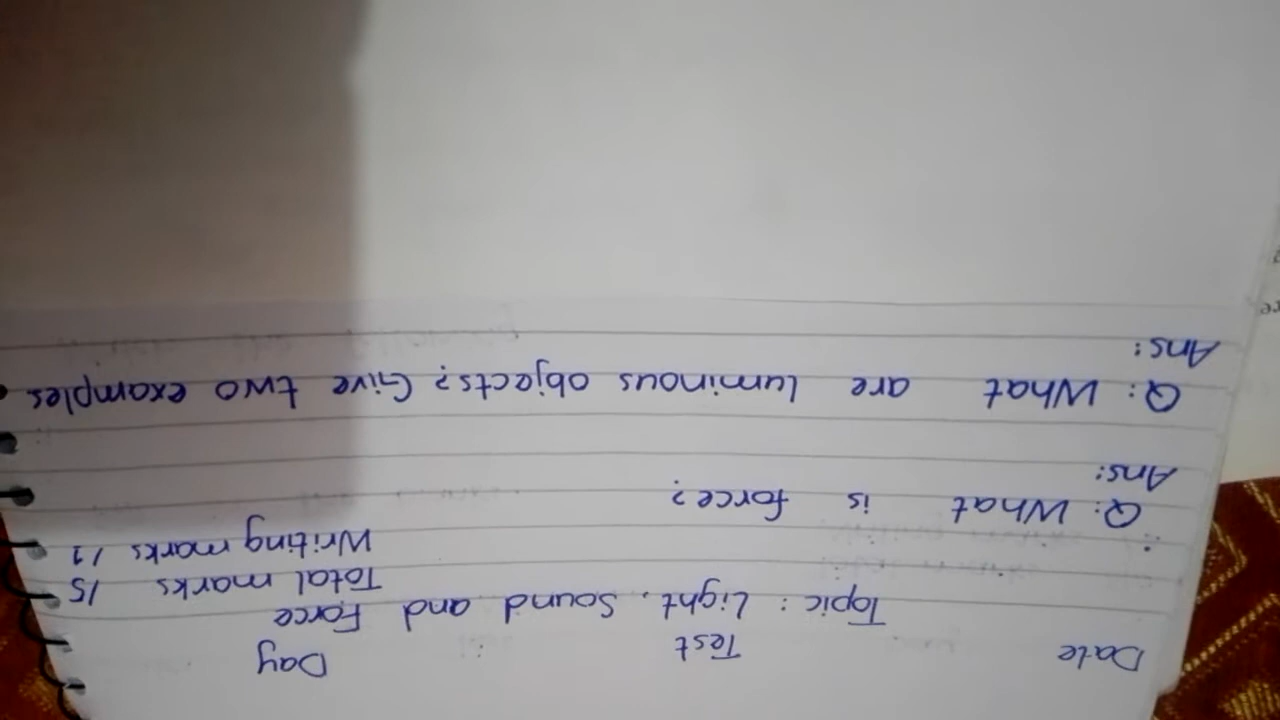 Date Test Day
Topic : Light, Sound and Force
Total marks /5
Writing marks /1
Q: What is force?
Ans:
Q: What are luminous objects? Give two examples
Ans: